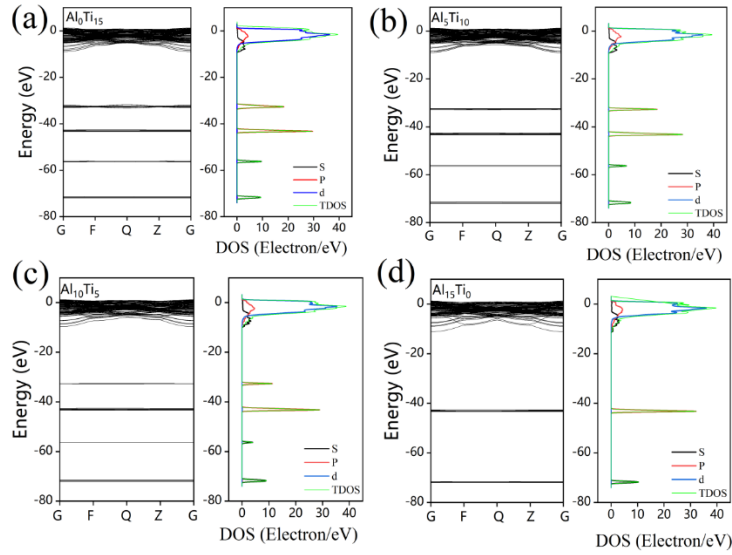 (a)
Al₀Ti₁₅
Energy (eV)
0
-20
-40
-60
-80
G F Q Z G
0
-20
-40
-60
-80
S
P
d
TDOS
0 10 20 30 40
DOS (Electron/eV)
(b)
Al₅Ti₁₀
Energy (eV)
0
-20
-40
-60
-80
G F Q Z G
0
-20
-40
-60
-80
S
P
d
TDOS
0 10 20 30 40
DOS (Electron/eV)
(c)
Al₁₀Ti₅
Energy (eV)
0
-20
-40
-60
-80
G F Q Z G
0
-20
-40
-60
-80
S
P
d
TDOS
0 10 20 30 40
DOS (Electron/eV)
(d)
Al₁₅Ti₀
Energy (eV)
0
-20
-40
-60
-80
G F Q Z G
0
-20
-40
-60
-80
S
P
d
TDOS
0 10 20 30 40
DOS (Electron/eV)